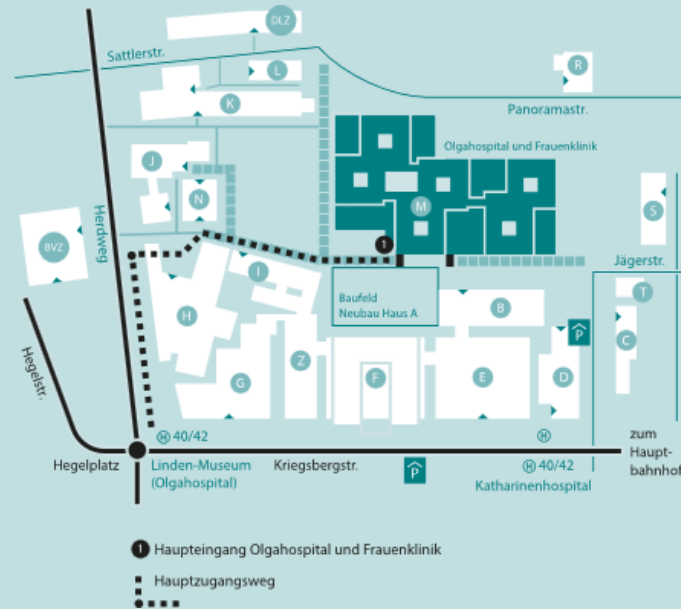 DLZ
Sattlerstr.
L
R
K
Panoramastr.
Olgahospital und Frauenklinik
J
N
M
S
Herdweg
BVZ
1
Jägerstr.
I
T
Baufeld
Neubau Haus A
B
H
C
P
Hegelstr.
Z
G
F
E
D
H 40/42
H
zum
Haupt-
bahnhof
Hegelplatz
Linden-Museum
(Olgahospital)
Kriegsbergstr.
P
H 40/42
Katharinenhospital
1 Haupteingang Olgahospital und Frauenklinik
Hauptzugangsweg